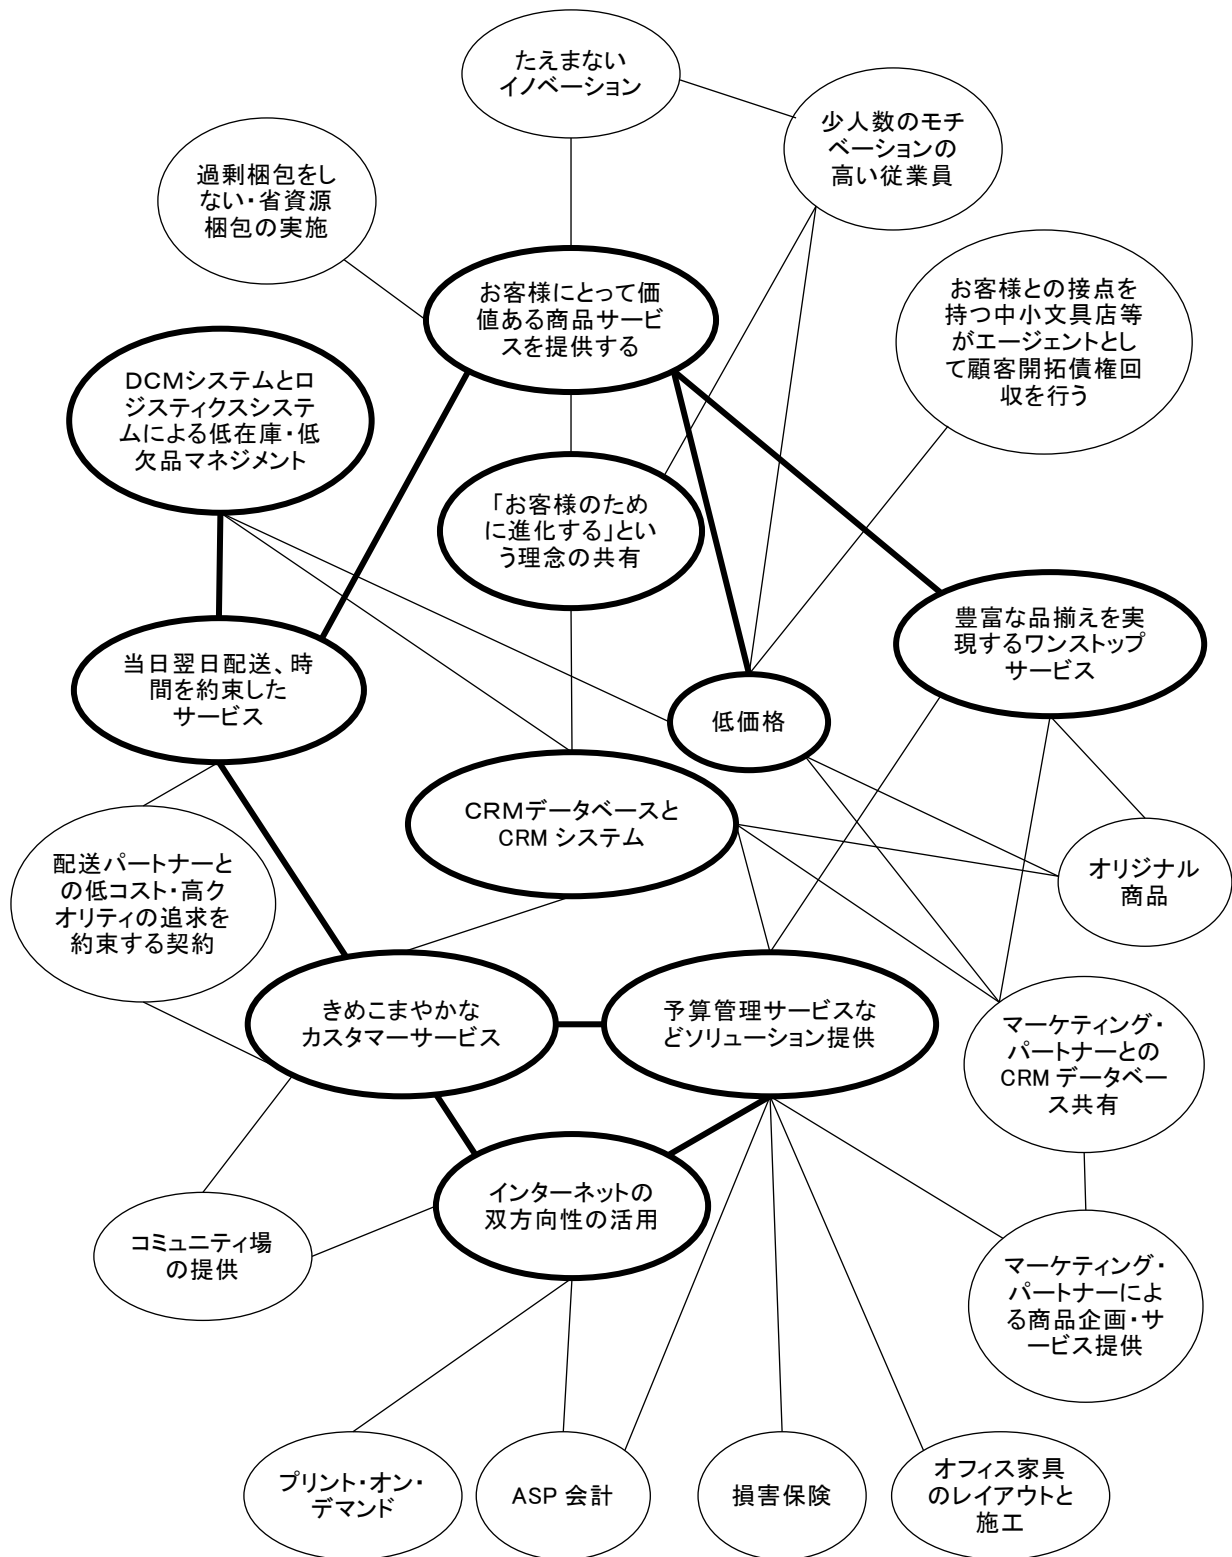 たえまない
イノベーション
少人数のモチ
ベーションの
高い従業員
過剰梱包をし
ない・省資源
梱包の実施
お客様にとって価
値ある商品サービ
スを提供する
お客様との接点を
持つ中小文具店等
がエージェントとし
て顧客開拓債権回
収を行う
DCMシステムとロ
ジスティクスシステ
ムによる低在庫・低
欠品マネジメント
「お客様のため
に進化する」とい
う理念の共有
豊富な品揃えを実
現するワンストップ
サービス
当日翌日配送、時
間を約束した
サービス
低価格
CRMデータベースと
CRM システム
配送パートナーと
の低コスト・高ク
オリティの追求を
約束する契約
オリジナル
商品
きめこまやかな
カスタマーサービス
予算管理サービスな
どソリューション提供
マーケティング・
パートナーとの
CRM データベー
ス共有
インターネットの
双方向性の活用
コミュニティ場
の提供
マーケティング・
パートナーによ
る商品企画・サ
ービス提供
プリント・オン・
デマンド
ASP 会計
損害保険
オフィス家具
のレイアウトと
施工